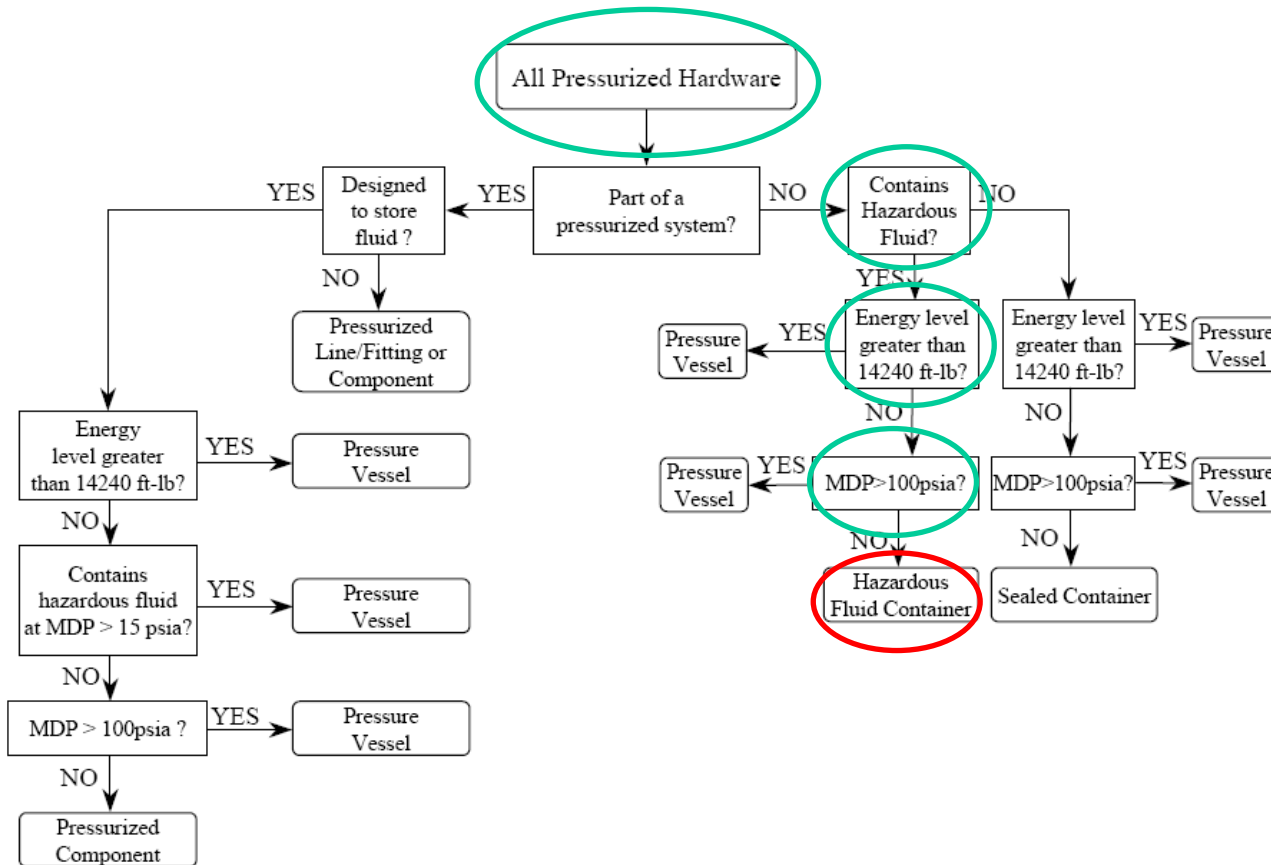 All Pressurized Hardware
YES
Designed
to store
fluid ?
YES
Part of a
pressurized system?
NO
Contains
Hazardous
Fluid?
NO
NO
YES
Pressurized
Line/Fitting or
Component
Pressure
Vessel
YES
Energy level
greater than
14240 ft-lb?
Energy level
greater than
14240 ft-lb?
YES
Pressure
Vessel
NO
NO
Energy
level greater
than 14240 ft-lb?
YES
Pressure
Vessel
Pressure
Vessel
YES
MDP>100psia?
MDP>100psia?
YES
Pressure
Vessel
NO
NO
NO
Contains
hazardous fluid
at MDP > 15 psia?
YES
Pressure
Vessel
Hazardous
Fluid Container
Sealed Container
NO
MDP > 100psia ?
YES
Pressure
Vessel
NO
Pressurized
Component